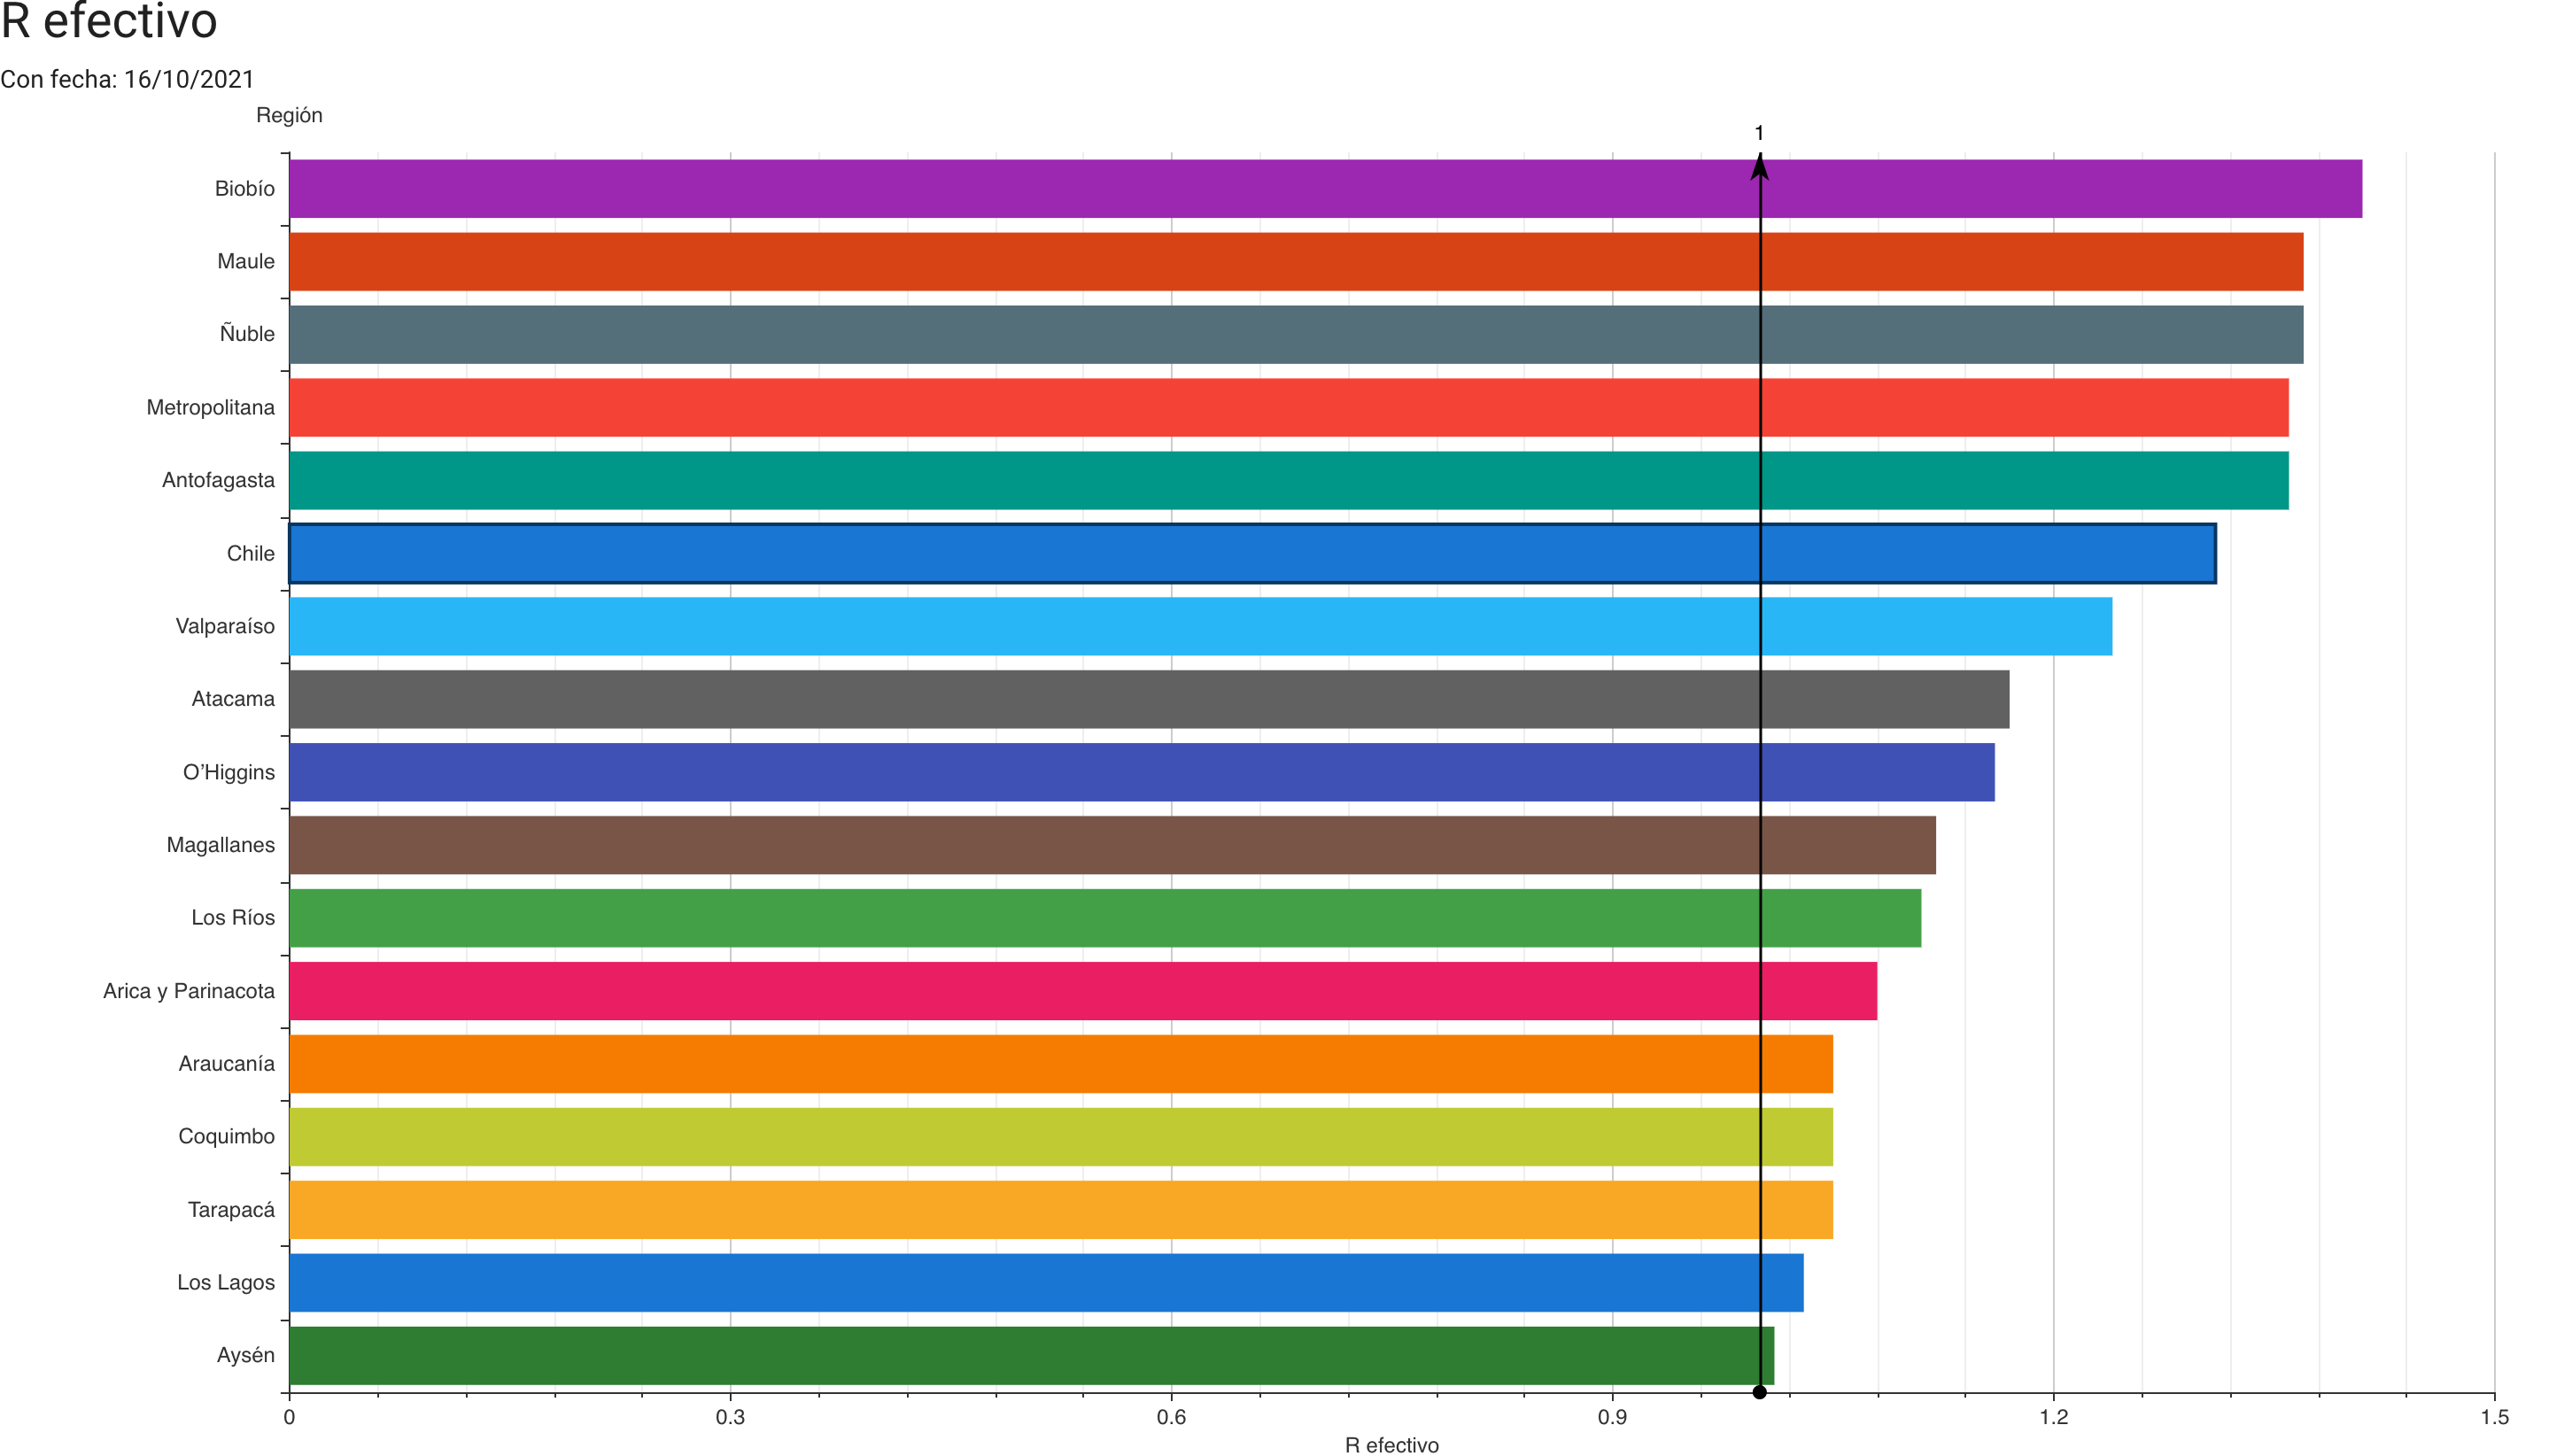 R efectivo
Con fecha: 16/10/2021
Región
1
Biobío
Maule
Ñuble
Metropolitana
Antofagasta
Chile
Valparaíso
Atacama
O’Higgins
Magallanes
Los Ríos
Arica y Parinacota
Araucanía
Coquimbo
Tarapacá
Los Lagos
Aysén
0 0.3 0.6 0.9 1.2 1.5
R efectivo